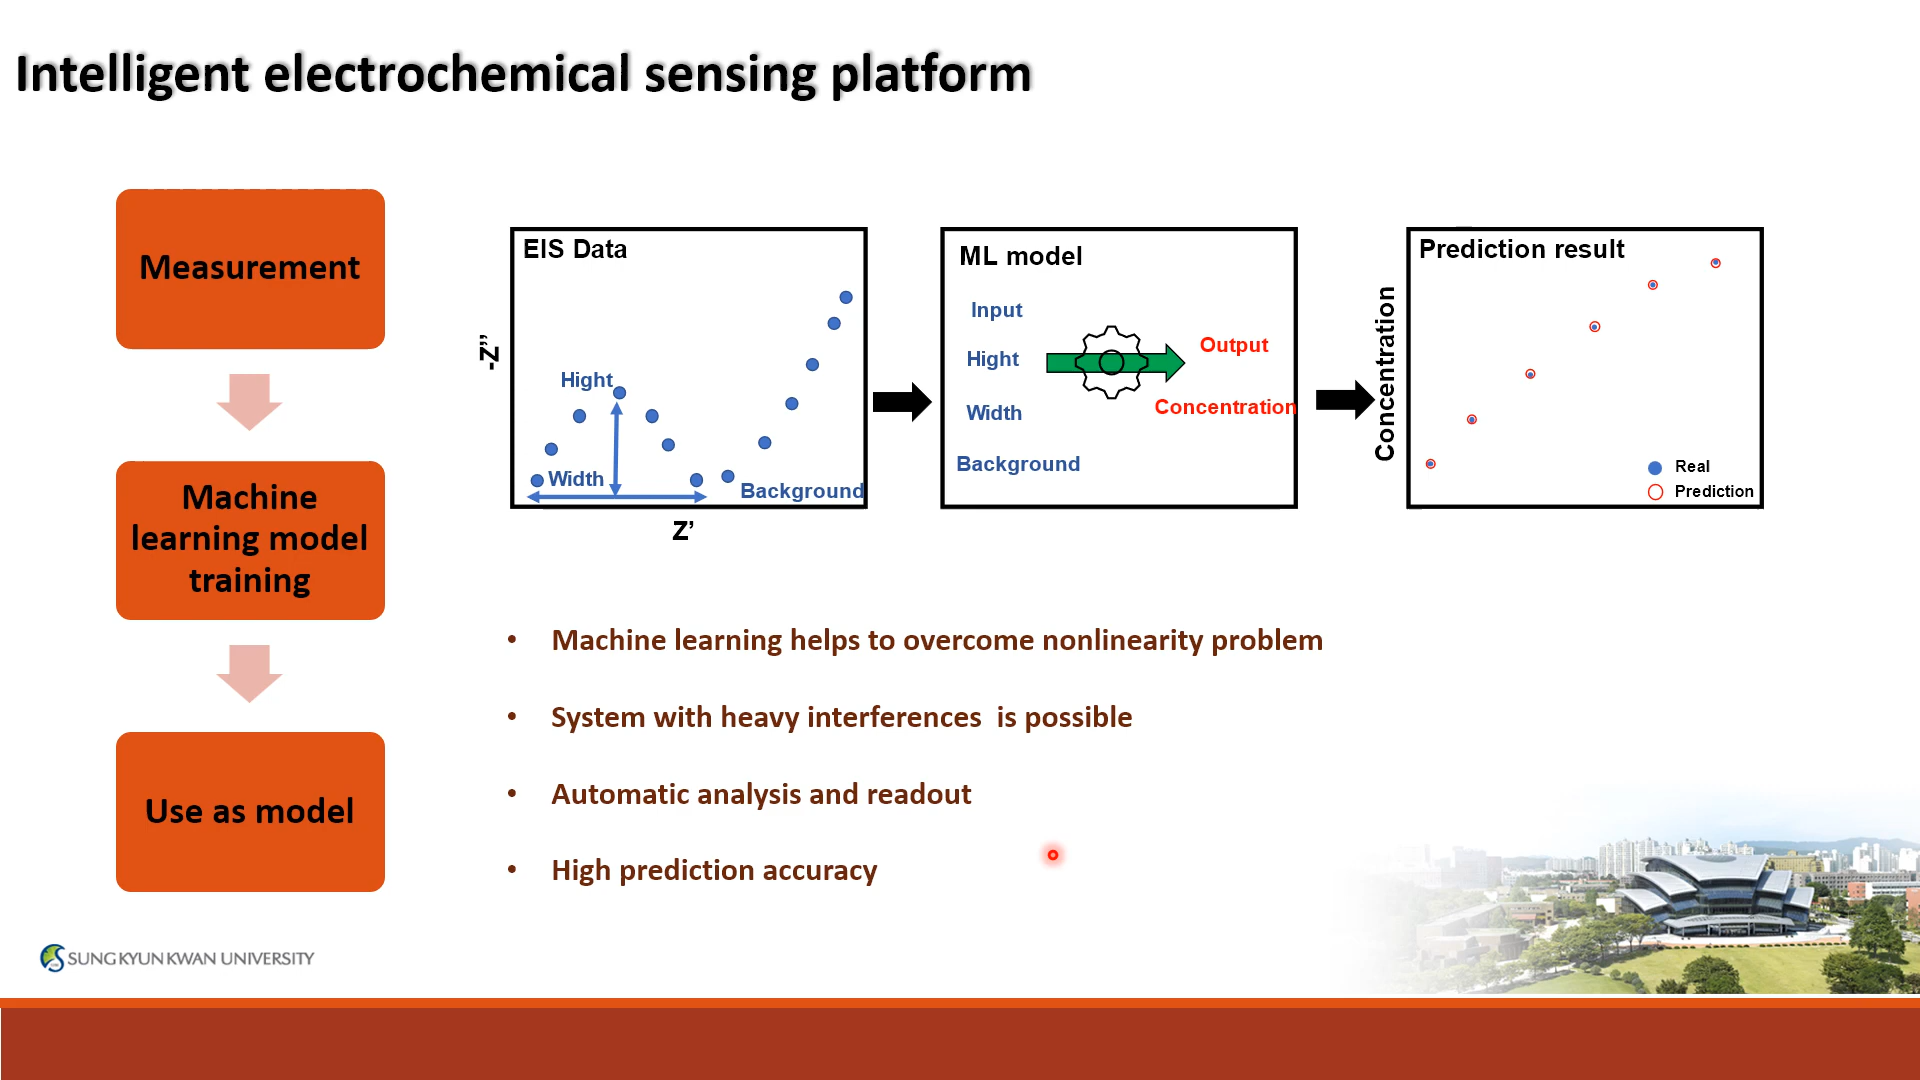 Intelligent electrochemical sensing platform
Measurement
Machine
learning model
training
Use as model
EIS Data
-Z’’
Hight
Width
Background
Z’
ML model
Input
Hight
Width
Background
Output
Concentration
Concentration
Prediction result
Real
Prediction
• Machine learning helps to overcome nonlinearity problem
• System with heavy interferences  is possible
• Automatic analysis and readout
• High prediction accuracy
SUNG KYUN KWAN UNIVERSITY